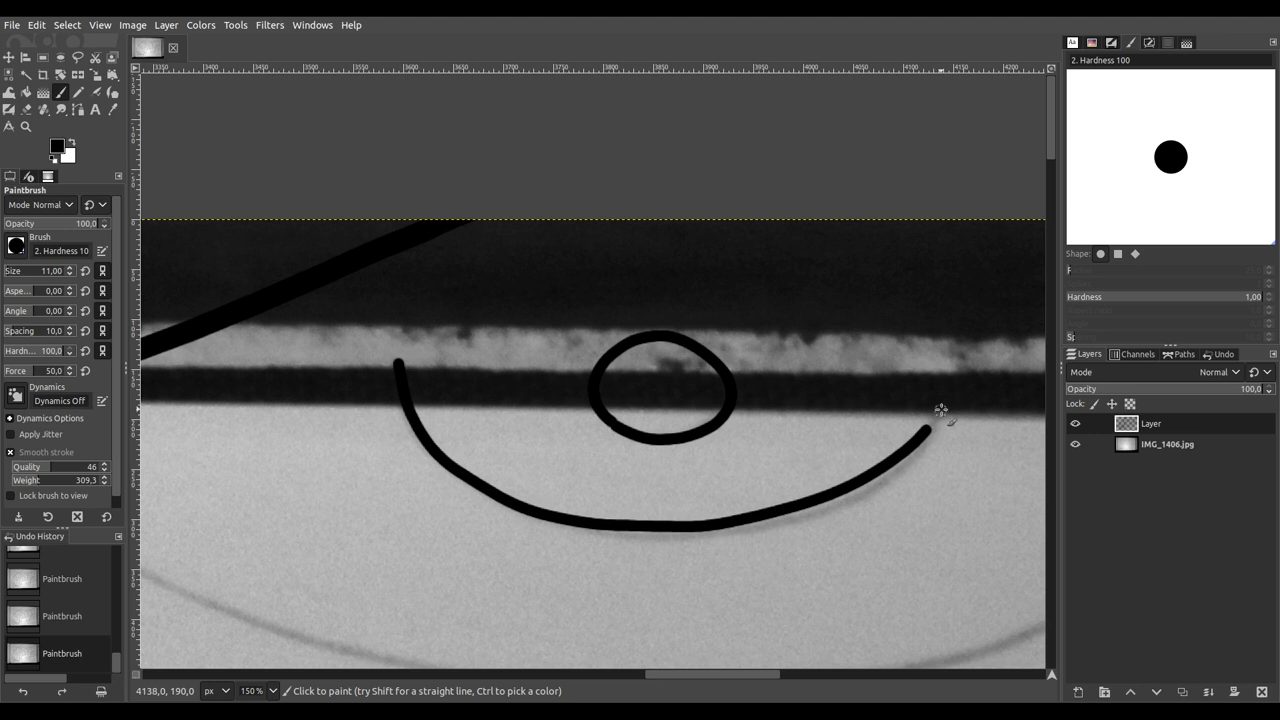 File Edit Select View Image Layer Colors Tools Filters Windows Help
2. Hardness 100
Paintbrush
Mode Normal
Opacity 100,0
Brush
2. Hardness 10
Size 11,00
Aspe... 0,00
Angle 0,00
Spacing 10,0
Hardn... 100,0
Force 50,0
Dynamics
Dynamics Off
Dynamics Options
Apply Jitter
Smooth stroke
Quality 46
Weight 309,3
Lock brush to view
Undo History
Paintbrush
Paintbrush
Paintbrush
4138,0, 190,0 px 150 % Click to paint (try Shift for a straight line, Ctrl to pick a color)
Shape:
Hardness 1,00
Layers Channels Paths Undo
Mode Normal
Opacity 100,0
Lock:
Layer
IMG_1406.jpg